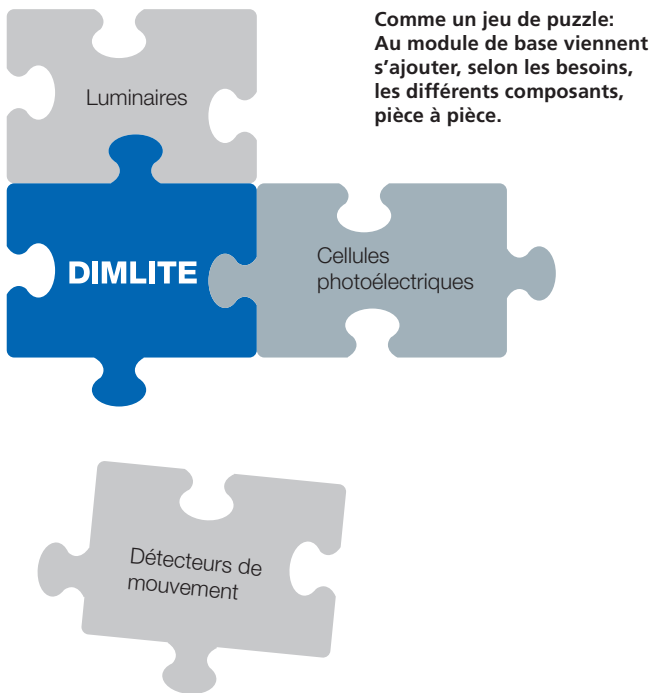 Comme un jeu de puzzle:
Au module de base viennent
s’ajouter, selon les besoins,
les différents composants,
pièce à pièce.
Luminaires
DIMLITE
Cellules
photoélectriques
Détecteurs de
mouvement